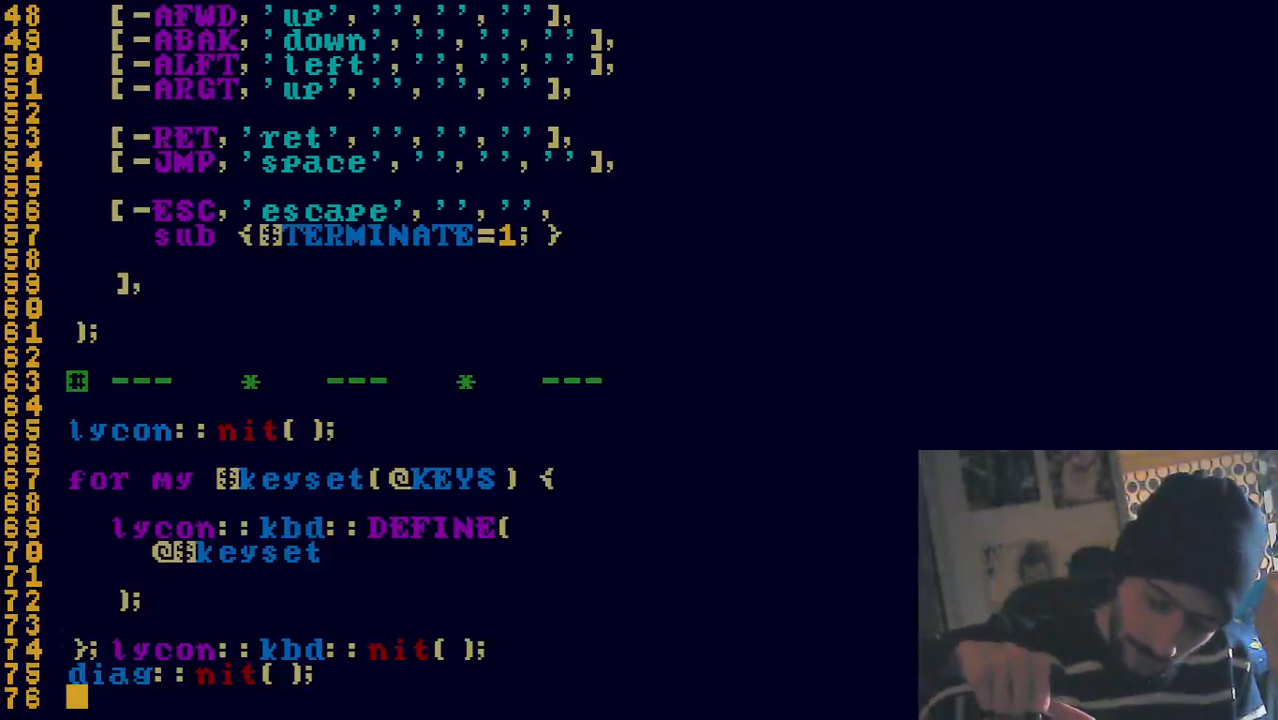 48 [-AFWD,'up','','','' ],
49 [-ABAK,'down','','','' ],
50 [-ALFT,'left','','','' ],
51 [-ARGT,'up','','','' ],
52
53 [-RET,'ret','','','' ],
54 [-JMP,'space','','','' ],
55
56 [-ESC,'escape','','',
57 sub {$TERMINATE=1; }
58
59 ],
60
61 );
62
63 # --- * --- * ---
64
65 lycon::nit( );
66
67 for my $keyset(@KEYS ) {
68
69 lycon::kbd::DEFINE(
70 @$keyset
71
72 );
73
74 }; lycon::kbd::nit( );
75 diag::nit( );
76